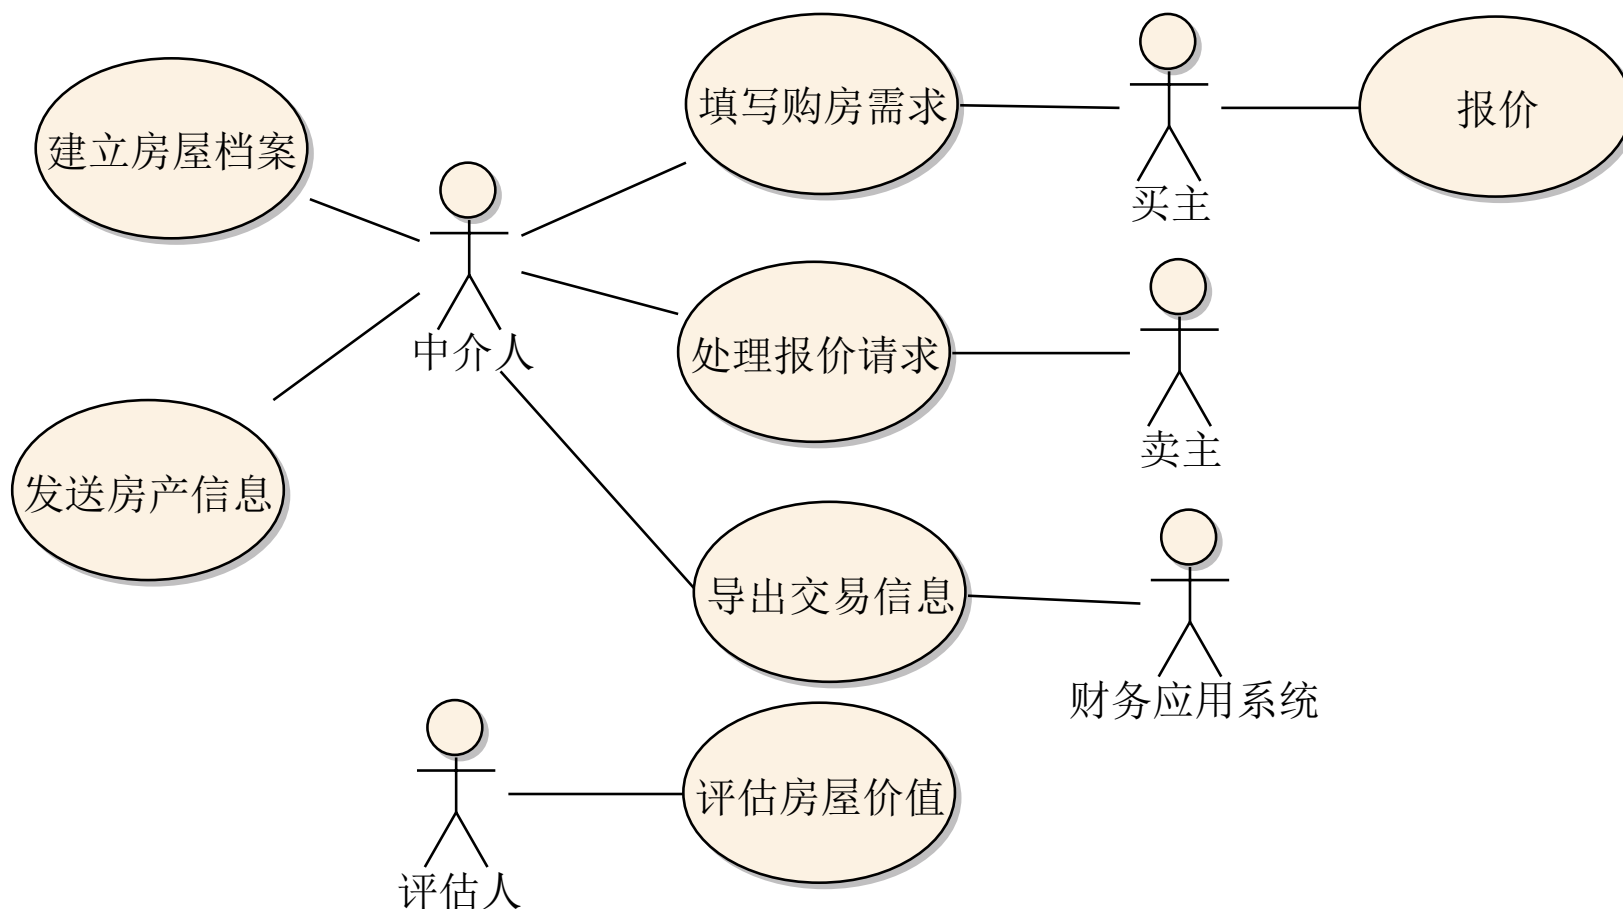 填写购房需求
报价
建立房屋档案
买主
中介人
处理报价请求
卖主
发送房产信息
导出交易信息
财务应用系统
评估房屋价值
评估人